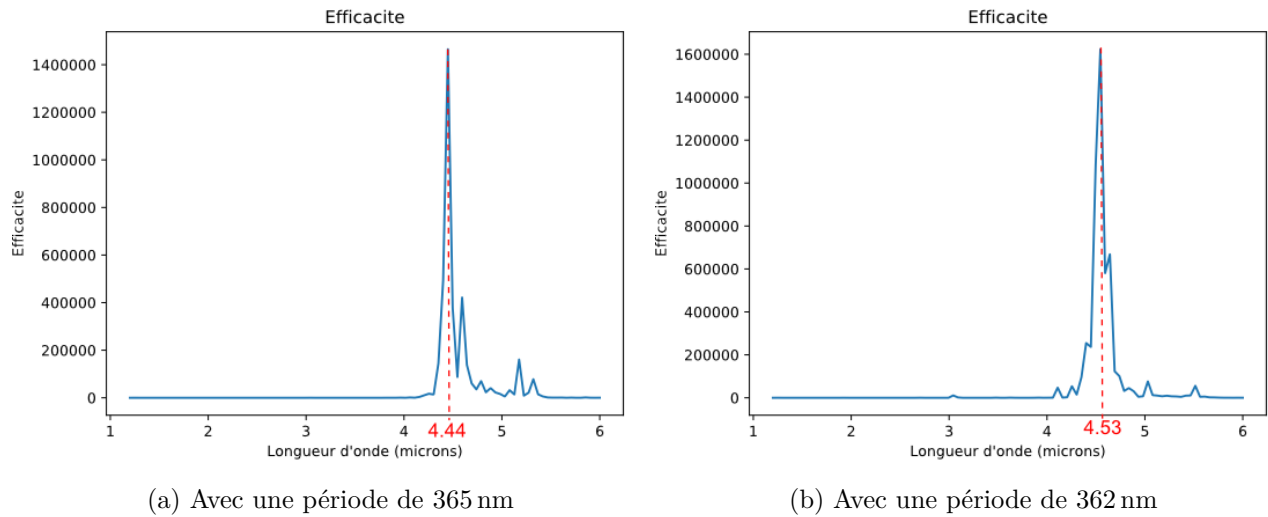 Efficacite
1400000
1200000
1000000
800000
600000
400000
200000
0
Efficacite
1 2 3 4 5 6
4.44
Longueur d'onde (microns)
(a) Avec une période de 365 nm
Efficacite
1600000
1400000
1200000
1000000
800000
600000
400000
200000
0
Efficacite
1 2 3 4 5 6
4.53
Longueur d'onde (microns)
(b) Avec une période de 362 nm